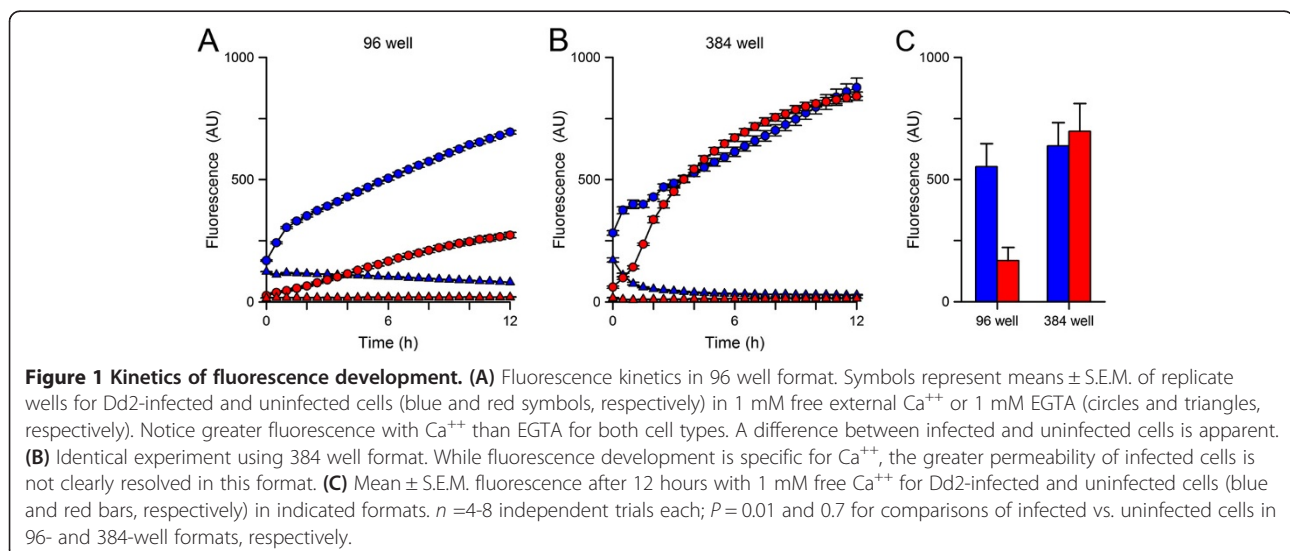 A
96 well
1000
500
0
Fluorescence (AU)
0
6
12
Time (h)
B
384 well
1000
500
0
Fluorescence (AU)
0
6
12
Time (h)
C
1000
500
0
Fluorescence (AU)
96 well
384 well
Figure 1 Kinetics of fluorescence development. (A) Fluorescence kinetics in 96 well format. Symbols represent means ± S.E.M. of replicate
wells for Dd2-infected and uninfected cells (blue and red symbols, respectively) in 1 mM free external Ca⁺⁺ or 1 mM EGTA (circles and triangles,
respectively). Notice greater fluorescence with Ca⁺⁺ than EGTA for both cell types. A difference between infected and uninfected cells is apparent.
(B) Identical experiment using 384 well format. While fluorescence development is specific for Ca⁺⁺, the greater permeability of infected cells is
not clearly resolved in this format. (C) Mean ± S.E.M. fluorescence after 12 hours with 1 mM free Ca⁺⁺ for Dd2-infected and uninfected cells (blue
and red bars, respectively) in indicated formats. n =4-8 independent trials each; P = 0.01 and 0.7 for comparisons of infected vs. uninfected cells in
96- and 384-well formats, respectively.